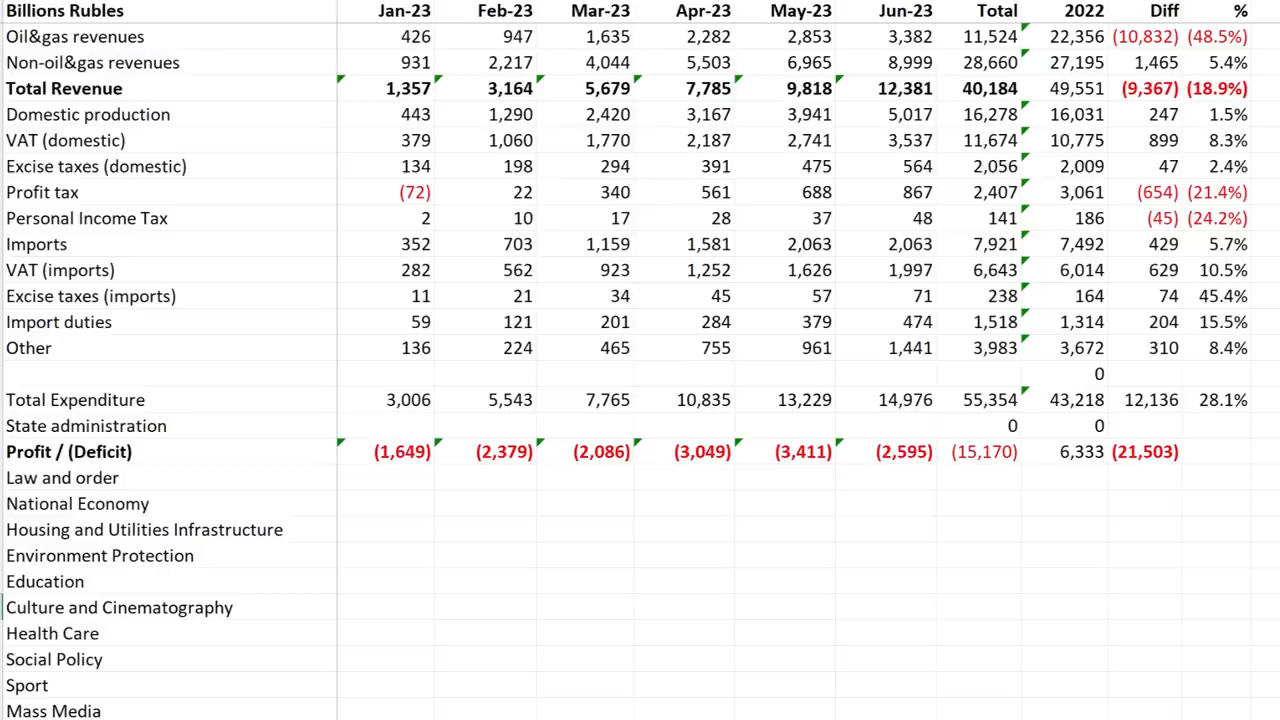 Billions Rubles Jan-23 Feb-23 Mar-23 Apr-23 May-23 Jun-23 Total 2022 Diff %
Oil&gas revenues 426 947 1,635 2,282 2,853 3,382 11,524 22,356 (10,832) (48.5%)
Non-oil&gas revenues 931 2,217 4,044 5,503 6,965 8,999 28,660 27,195 1,465 5.4%
Total Revenue 1,357 3,164 5,679 7,785 9,818 12,381 40,184 49,551 (9,367) (18.9%)
Domestic production 443 1,290 2,420 3,167 3,941 5,017 16,278 16,031 247 1.5%
VAT (domestic) 379 1,060 1,770 2,187 2,741 3,537 11,674 10,775 899 8.3%
Excise taxes (domestic) 134 198 294 391 475 564 2,056 2,009 47 2.4%
Profit tax (72) 22 340 561 688 867 2,407 3,061 (654) (21.4%)
Personal Income Tax 2 10 17 28 37 48 141 186 (45) (24.2%)
Imports 352 703 1,159 1,581 2,063 2,063 7,921 7,492 429 5.7%
VAT (imports) 282 562 923 1,252 1,626 1,997 6,643 6,014 629 10.5%
Excise taxes (imports) 11 21 34 45 57 71 238 164 74 45.4%
Import duties 59 121 201 284 379 474 1,518 1,314 204 15.5%
Other 136 224 465 755 961 1,441 3,983 3,672 310 8.4%
0
Total Expenditure 3,006 5,543 7,765 10,835 13,229 14,976 55,354 43,218 12,136 28.1%
State administration 0 0
Profit / (Deficit) (1,649) (2,379) (2,086) (3,049) (3,411) (2,595) (15,170) 6,333 (21,503)
Law and order
National Economy
Housing and Utilities Infrastructure
Environment Protection
Education
Culture and Cinematography
Health Care
Social Policy
Sport
Mass Media